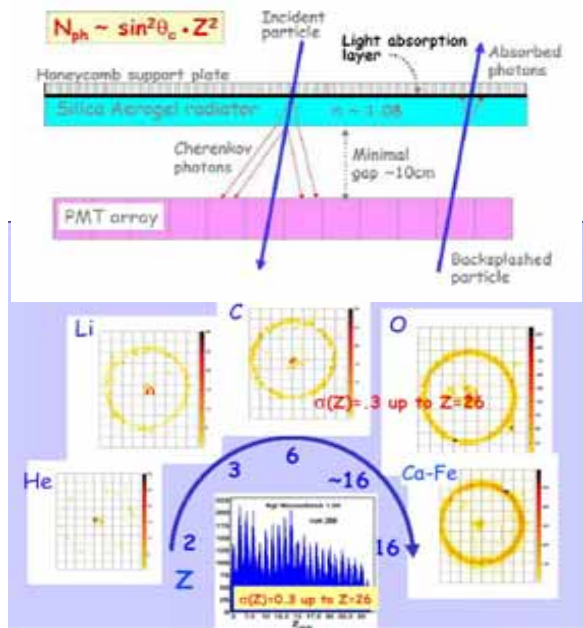 N_ph ~ sin²θ_c • Z²
Incident
particle
Light absorption
layer
Absorbed
photons
Honeycomb support plate
Silica Aerogel radiator n ~ 1.08
Cherenkov
photons
Minimal
gap ~10cm
PMT array
Backsplashed
particle
Li
C
O
σ(Z)=.3 up to Z=26
He
Ca-Fe
2
3
6
~16
16
Z
σ(Z)=0.3 up to Z=26